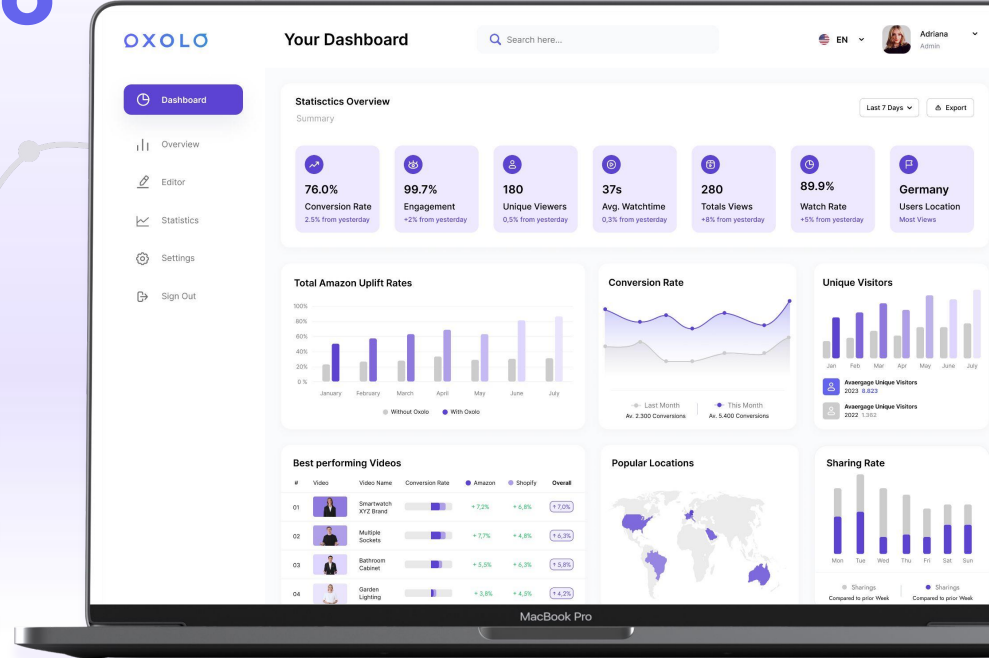 OXOLO
Your Dashboard
Search here...
EN
Adriana
Admin
Dashboard
Overview
Editor
Statistics
Settings
Sign Out
Statisctics Overview
Summary
Last 7 Days
Export
76.0%
Conversion Rate
2.5% from yesterday
99.7%
Engagement
+2% from yesterday
180
Unique Viewers
0,5% from yesterday
37s
Avg. Watchtime
0,3% from yesterday
280
Totals Views
+8% from yesterday
89.9%
Watch Rate
+5% from yesterday
Germany
Users Location
Most Views
Total Amazon Uplift Rates
100%
80%
60%
40%
20%
0 %
January February March April May June July
Without Oxolo With Oxolo
Conversion Rate
Last Month This Month
Av. 2.300 Conversions Av. 5.400 Conversions
Unique Visitors
Jan Feb Mar Apr May June July
Avaergage Unique Visitors
2023 8.823
Avaergage Unique Visitors
2022 1.362
Best performing Videos
# Video Video Name Conversion Rate Amazon Shopify Overall
01 Smartwatch
XYZ Brand
+ 7,2% + 6,8% + 7,0%
02 Multiple
Sockets
+ 7,7% + 4,8% + 6,3%
03 Bathroom
Cabinet
+ 5,5% + 6,3% + 5,8%
04 Garden
Lighting
+ 3,8% + 4,5% + 4,2%
Popular Locations
Sharing Rate
Mon Tue Wed Thu Fri Sat Sun
Sharings Sharings
Compared to prior Week Compared to prior Week
MacBook Pro